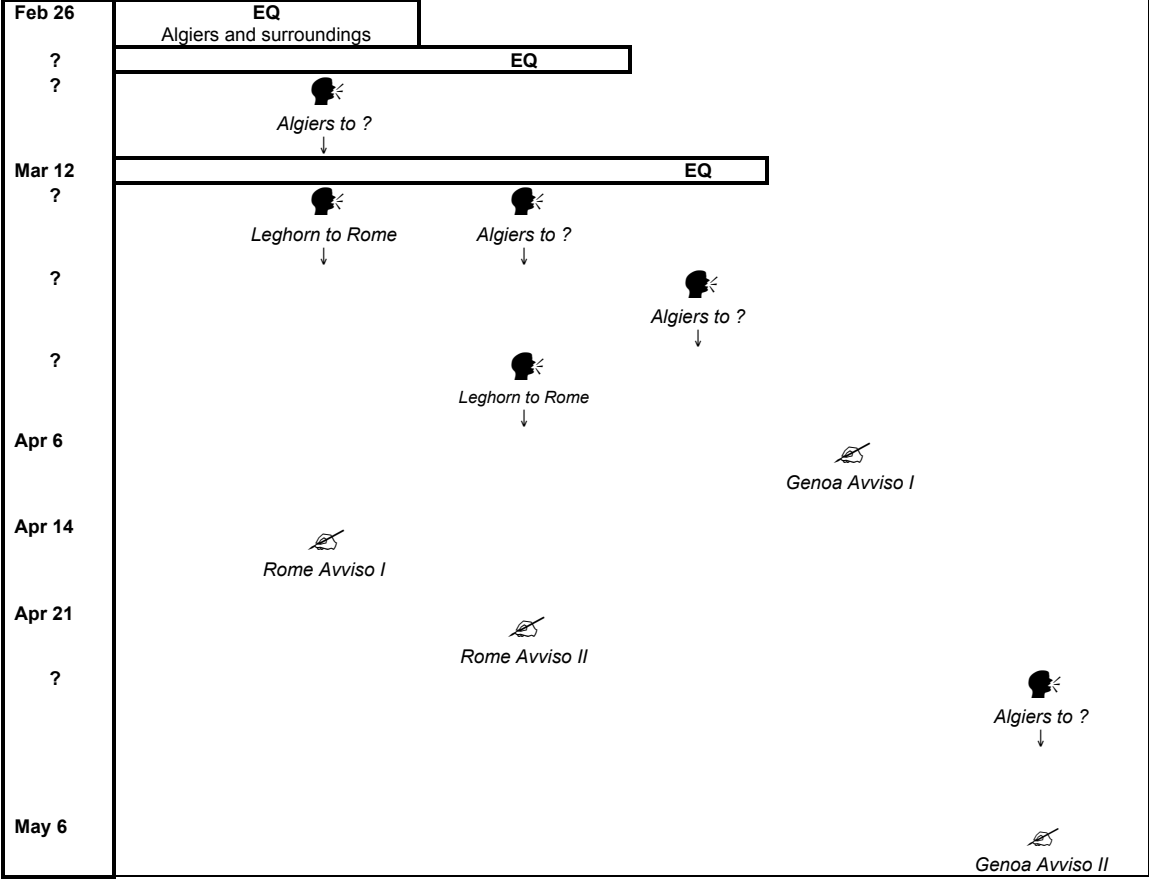 Feb 26 EQ
Algiers and surroundings
? EQ
?
Algiers to ?
Mar 12 EQ
?
Leghorn to Rome Algiers to ?
?
Algiers to ?
?
Leghorn to Rome
Apr 6
Genoa Avviso I
Apr 14
Rome Avviso I
Apr 21
Rome Avviso II
?
Algiers to ?
May 6
Genoa Avviso II